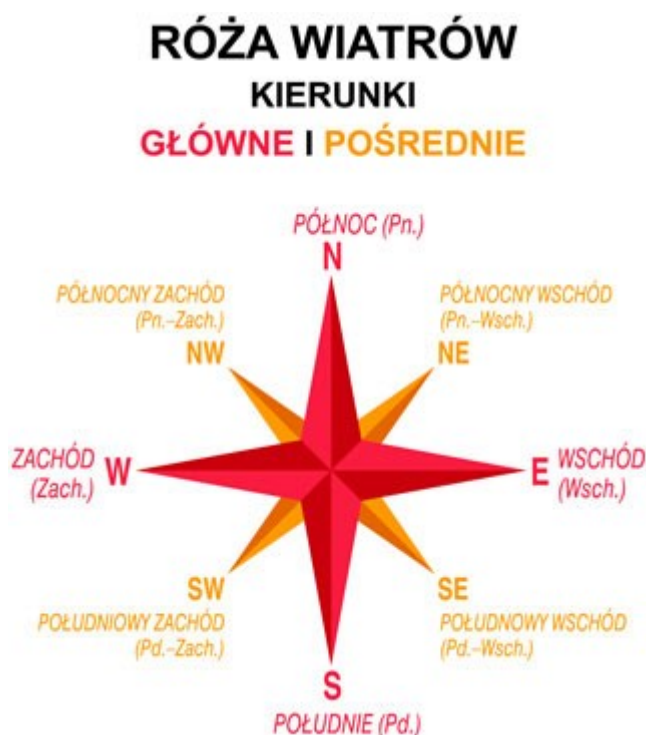 RÓŻA WIATRÓW
KIERUNKI
GŁÓWNE I POŚREDNIE
PÓŁNOC (Pn.)
N
PÓŁNOCNY ZACHÓD
(Pn.–Zach.)
NW
PÓŁNOCNY WSCHÓD
(Pn.–Wsch.)
NE
ZACHÓD
(Zach.)
W
E
WSCHÓD
(Wsch.)
SW
POŁUDNIOWY ZACHÓD
(Pd.–Zach.)
SE
POŁUDNOWY WSCHÓD
(Pd.–Wsch.)
S
POŁUDNIE (Pd.)